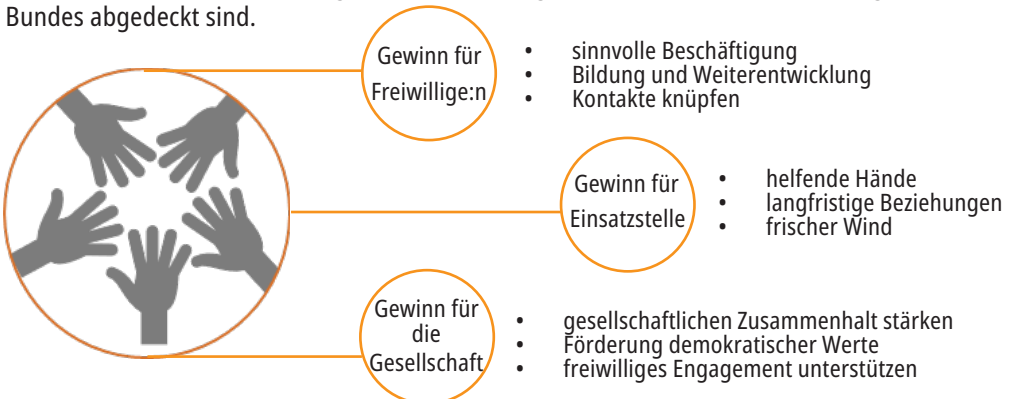 Bundes abgedeckt sind.
Gewinn für
Freiwillige:n
• sinnvolle Beschäftigung
• Bildung und Weiterentwicklung
• Kontakte knüpfen
Gewinn für
Einsatzstelle
• helfende Hände
• langfristige Beziehungen
• frischer Wind
Gewinn für
die
Gesellschaft
• gesellschaftlichen Zusammenhalt stärken
• Förderung demokratischer Werte
• freiwilliges Engagement unterstützen